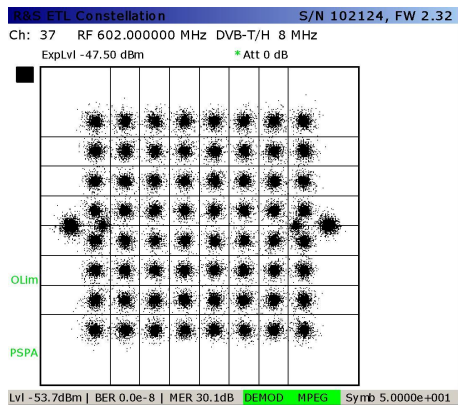 R&S ETL Constellation S/N 102124, FW 2.32
Ch: 37 RF 602.000000 MHz DVB-T/H 8 MHz
ExpLvl -47.50 dBm * Att 0 dB
OLim
PSPA
Lvl -53.7dBm | BER 0.0e-8 | MER 30.1dB DEMOD MPEG Symb 5.0000e+001